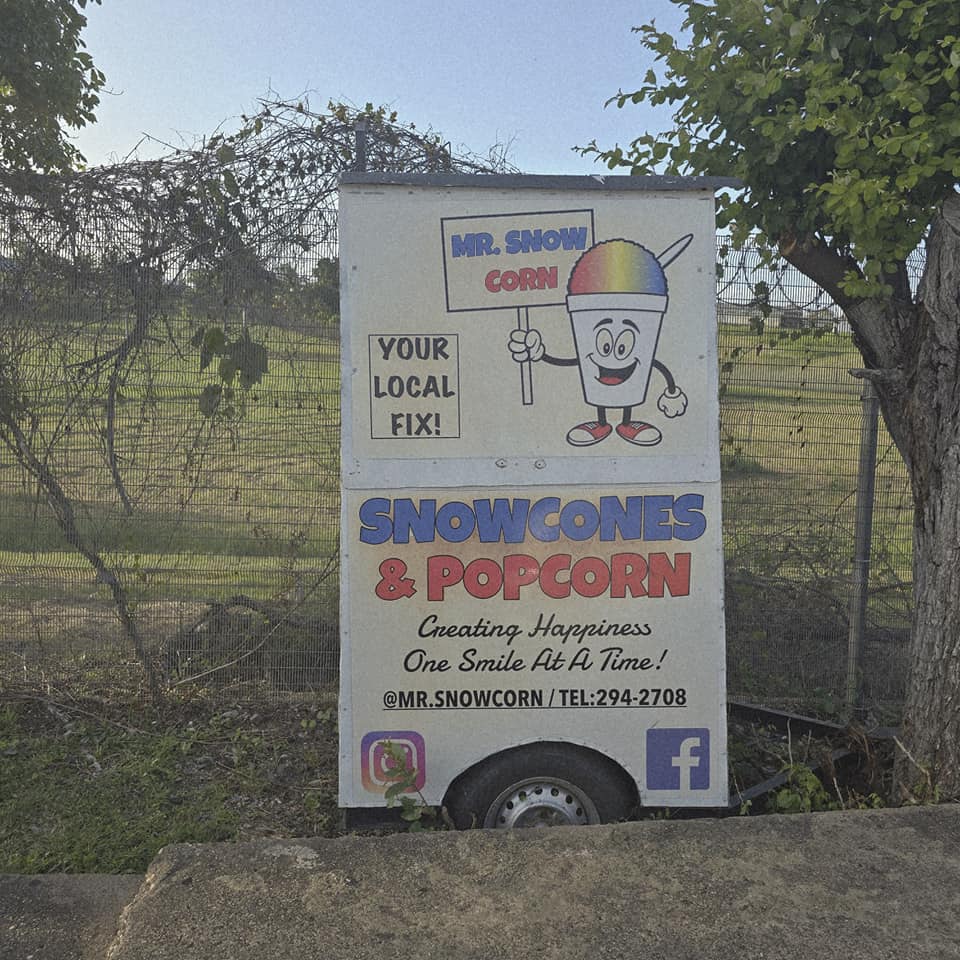 MR. SNOW
CORN
YOUR
LOCAL
FIX!
SNOWCONES
& POPCORN
Creating Happiness
One Smile At A Time!
@MR.SNOWCORN / TEL:294-2708
f